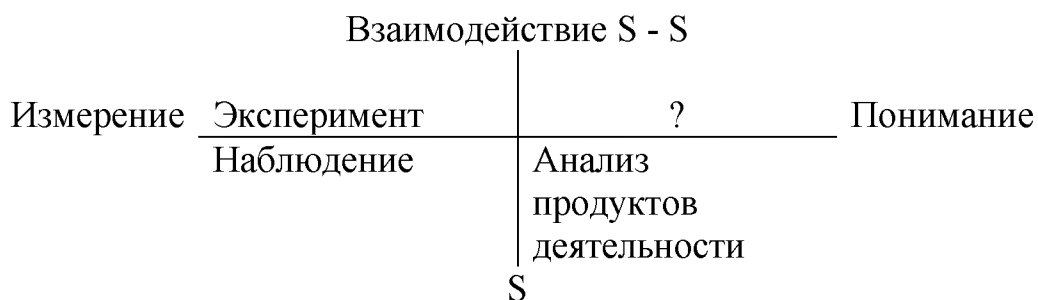 Взаимодействие S - S
Измерение Эксперимент ? Понимание
Наблюдение Анализ
продуктов
деятельности
S